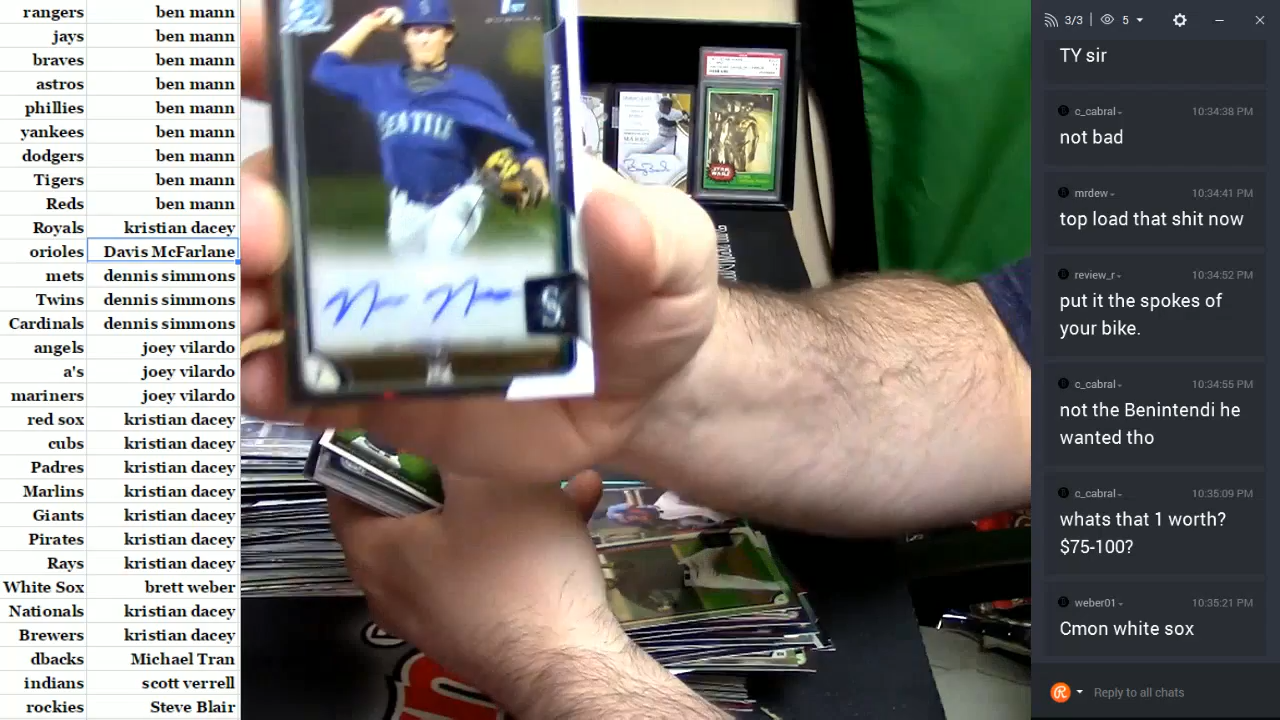 rangers ben mann
jays ben mann
braves ben mann
astros ben mann
phillies ben mann
yankees ben mann
dodgers ben mann
Tigers ben mann
Reds ben mann
Royals kristian dacey
orioles Davis McFarlane
mets dennis simmons
Twins dennis simmons
Cardinals dennis simmons
angels joey vilardo
a's joey vilardo
mariners joey vilardo
red sox kristian dacey
cubs kristian dacey
Padres kristian dacey
Marlins kristian dacey
Giants kristian dacey
Pirates kristian dacey
Rays kristian dacey
White Sox brett weber
Nationals kristian dacey
Brewers kristian dacey
dbacks Michael Tran
indians scott verrell
rockies Steve Blair
SEATTLE
NICK
STAR
WARS
3/3 5
TY sir
c_cabral 10:34:38 PM
not bad
mrdew 10:34:41 PM
top load that shit now
review_r 10:34:52 PM
put it the spokes of
your bike.
c_cabral 10:34:55 PM
not the Benintendi he
wanted tho
c_cabral 10:35:09 PM
whats that 1 worth?
$75-100?
weber01 10:35:21 PM
Cmon white sox
Reply to all chats